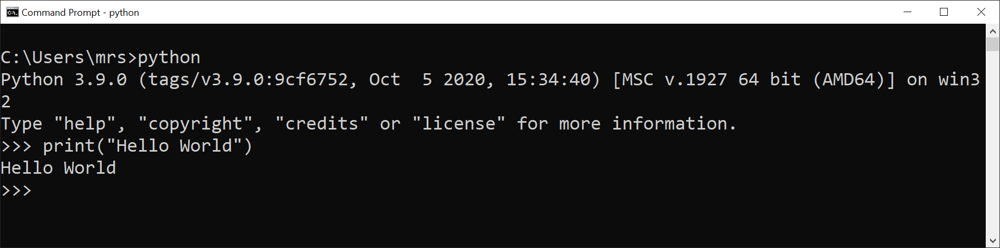 Command Prompt - python
C:\Users\mrs>python
Python 3.9.0 (tags/v3.9.0:9cf6752, Oct  5 2020, 15:34:40) [MSC v.1927 64 bit (AMD64)] on win3
2
Type "help", "copyright", "credits" or "license" for more information.
>>> print("Hello World")
Hello World
>>>